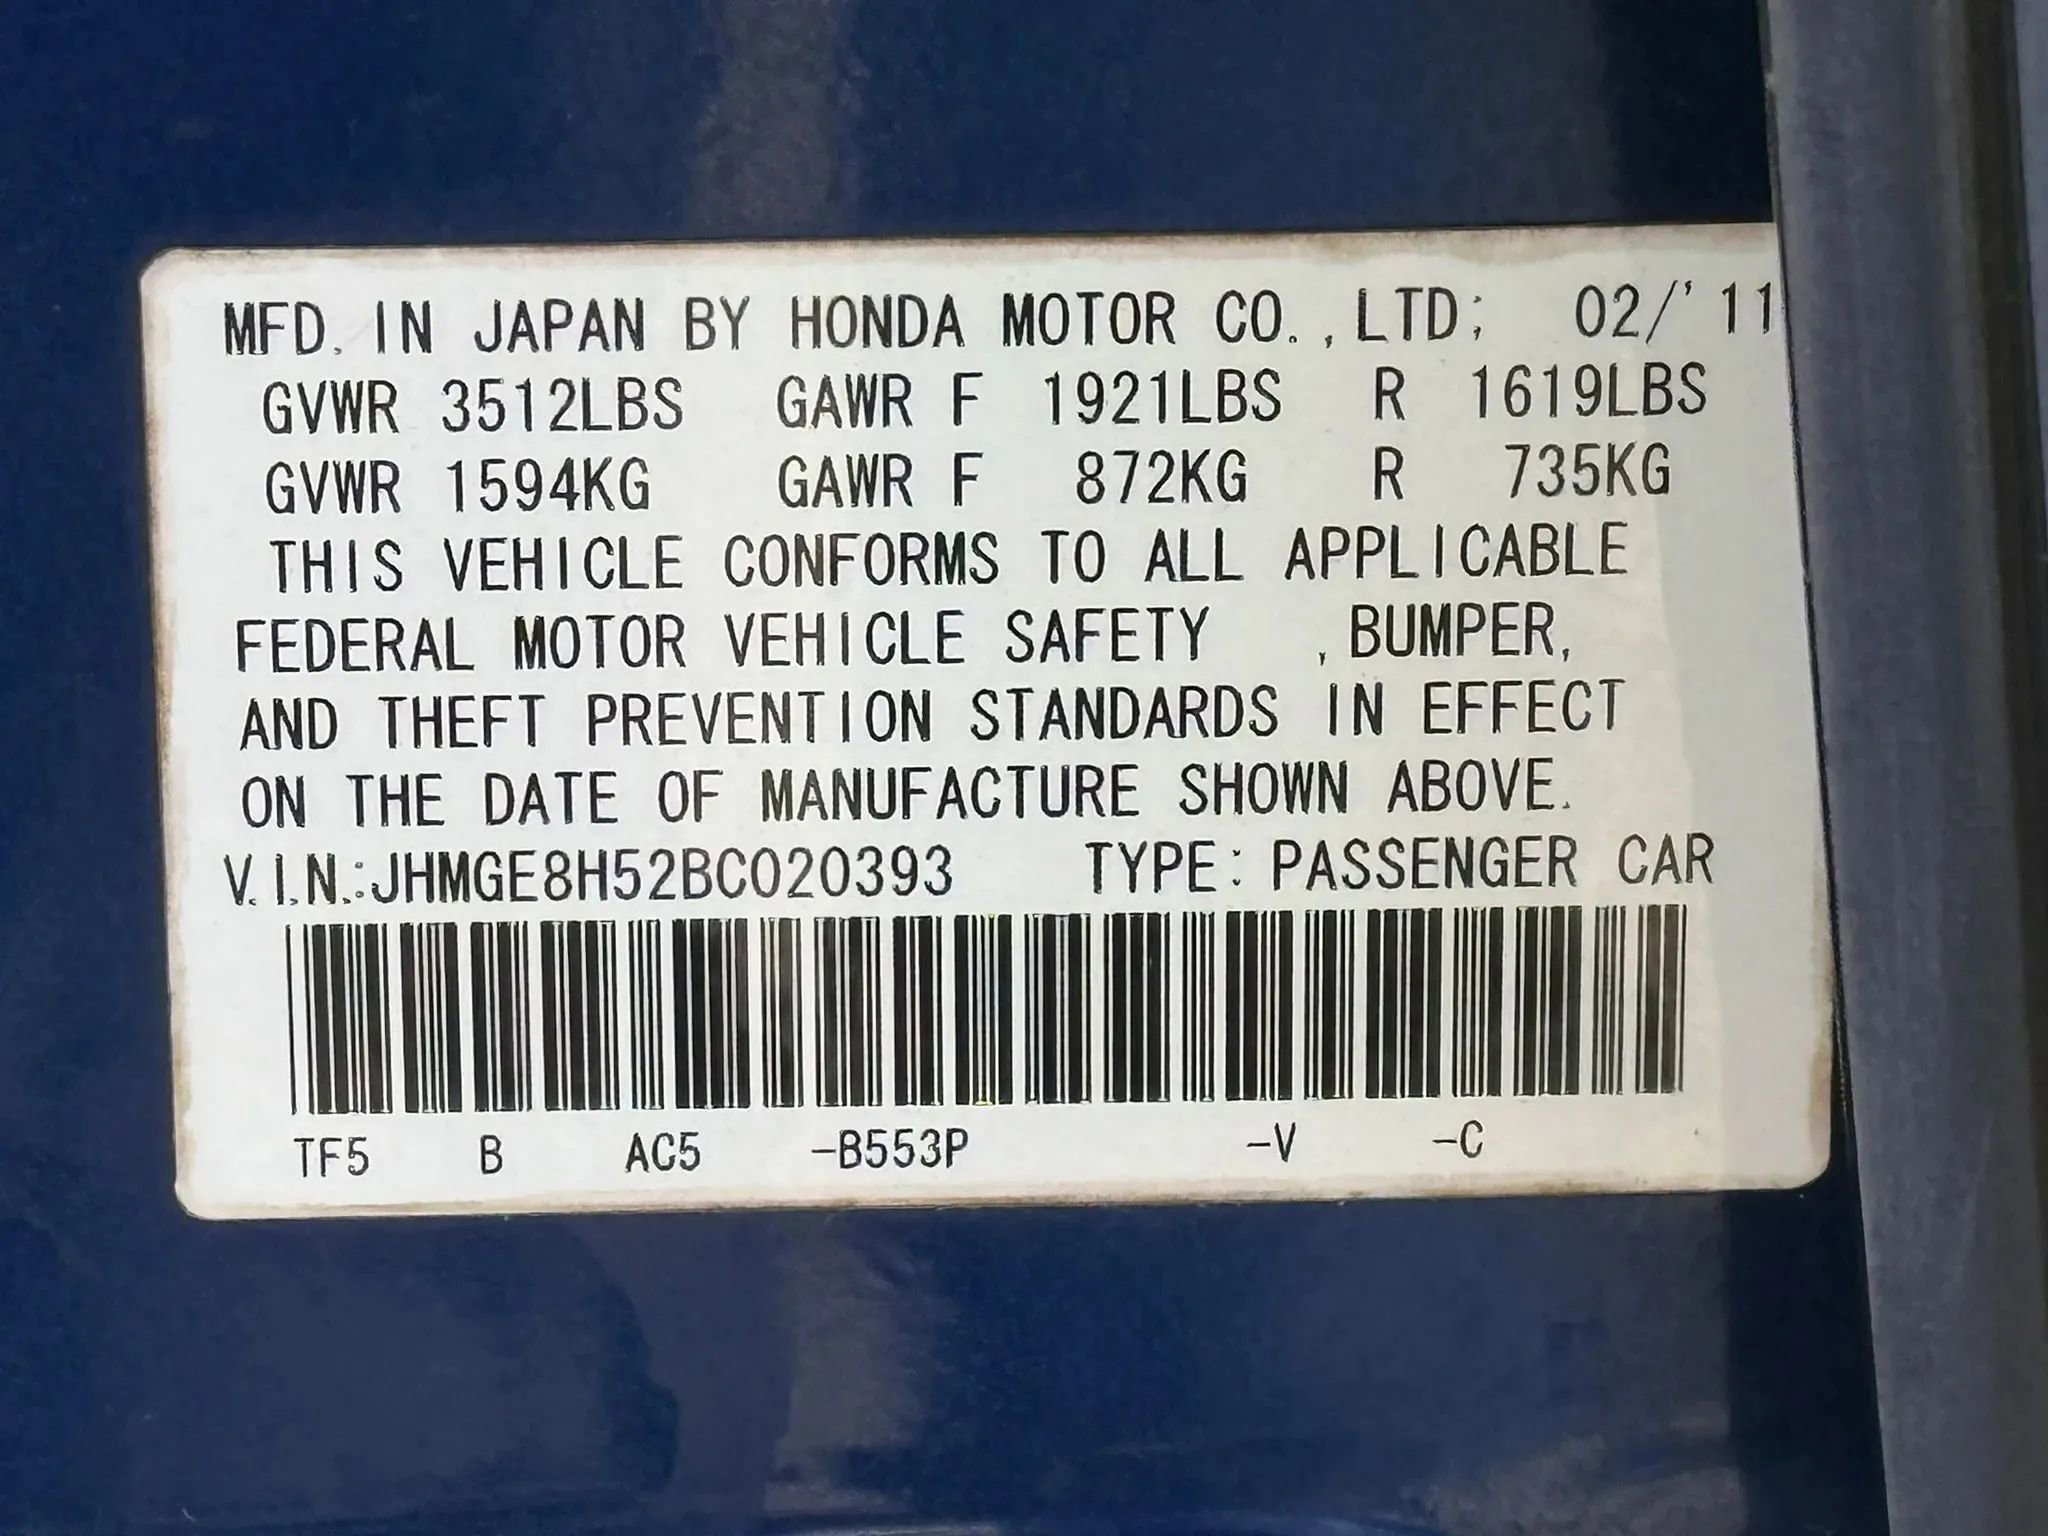 MFD. IN JAPAN BY HONDA MOTOR CO.,LTD; 02/'11
GVWR 3512LBS GAWR F 1921LBS R 1619LBS
GVWR 1594KG GAWR F 872KG R 735KG
THIS VEHICLE CONFORMS TO ALL APPLICABLE
FEDERAL MOTOR VEHICLE SAFETY ,BUMPER,
AND THEFT PREVENTION STANDARDS IN EFFECT
ON THE DATE OF MANUFACTURE SHOWN ABOVE.
V.I.N.:JHMGE8H52BC020393 TYPE: PASSENGER CAR
TF5 B AC5 -B553P -V -C